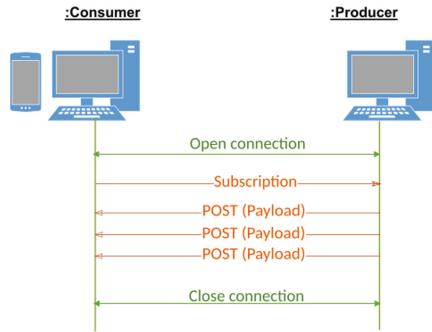 :Consumer
:Producer
Open connection
Subscription
POST (Payload)
POST (Payload)
POST (Payload)
Close connection